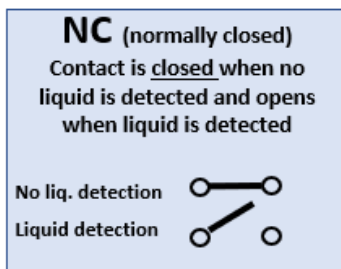 NC (normally closed)
Contact is closed when no
liquid is detected and opens
when liquid is detected
No liq. detection
Liquid detection